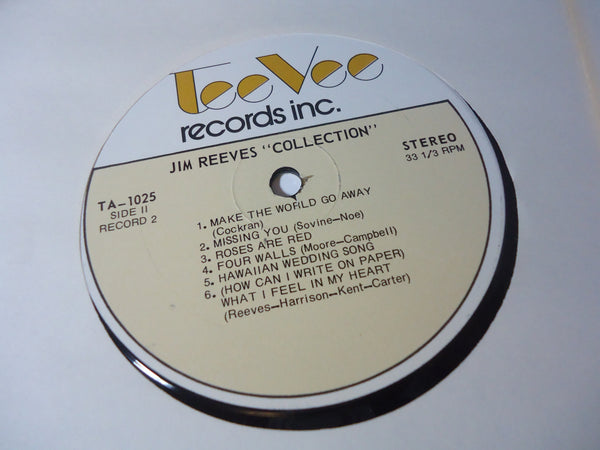 TeeVee
records inc.
JIM REEVES "COLLECTION"
TA-1025
SIDE II
RECORD 2
STEREO
33 1/3 RPM
1. MAKE THE WORLD GO AWAY
(Cockran)
2. MISSING YOU (Sovine-Noe)
3. ROSES ARE RED
4. FOUR WALLS (Moore-Campbell)
5. HAWAIIAN WEDDING SONG
6. (HOW CAN I WRITE ON PAPER)
WHAT I FEEL IN MY HEART
(Reeves-Harrison-Kent-Carter)